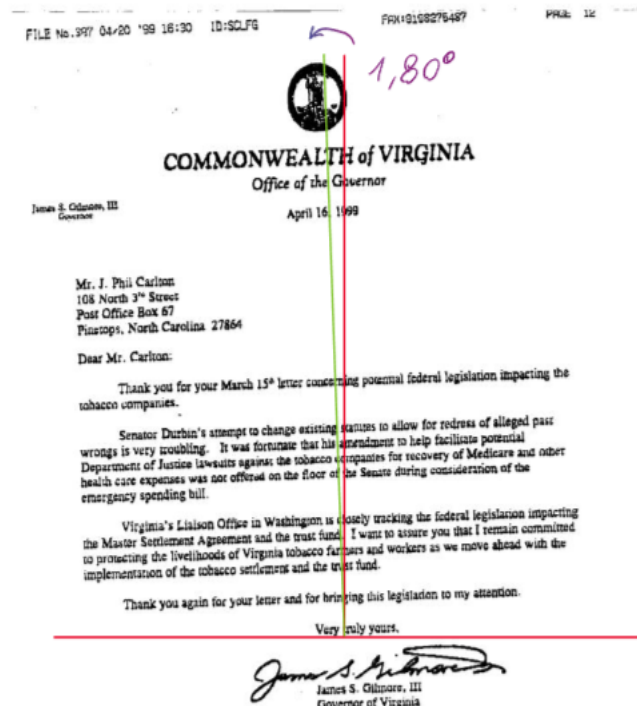 FILE No.397 04/20 '99 16:30 ID:SCLFG FAX:9198275487 PAGE 12
1,80°
COMMONWEALTH of VIRGINIA
Office of the Governor
James S. Gilmore, III
Governor
April 16, 1999
Mr. J. Phil Carlton
108 North 3rd Street
Post Office Box 67
Pinetops, North Carolina 27864
Dear Mr. Carlton:
Thank you for your March 15th letter concerning potential federal legislation impacting the
tobacco companies.
Senator Durbin's attempt to change existing statutes to allow for redress of alleged past
wrongs is very troubling. It was fortunate that his amendment to help facilitate potential
Department of Justice lawsuits against the tobacco companies for recovery of Medicare and other
health care expenses was not offered on the floor of the Senate during consideration of the
emergency spending bill.
Virginia's Liaison Office in Washington is closely tracking the federal legislation impacting
the Master Settlement Agreement and the trust fund. I want to assure you that I remain committed
to protecting the livelihoods of Virginia tobacco farmers and workers as we move ahead with the
implementation of the tobacco settlement and the trust fund.
Thank you again for your letter and for bringing this legislation to my attention.
Very truly yours,
James S. Gilmore
James S. Gilmore, III
Governor of Virginia